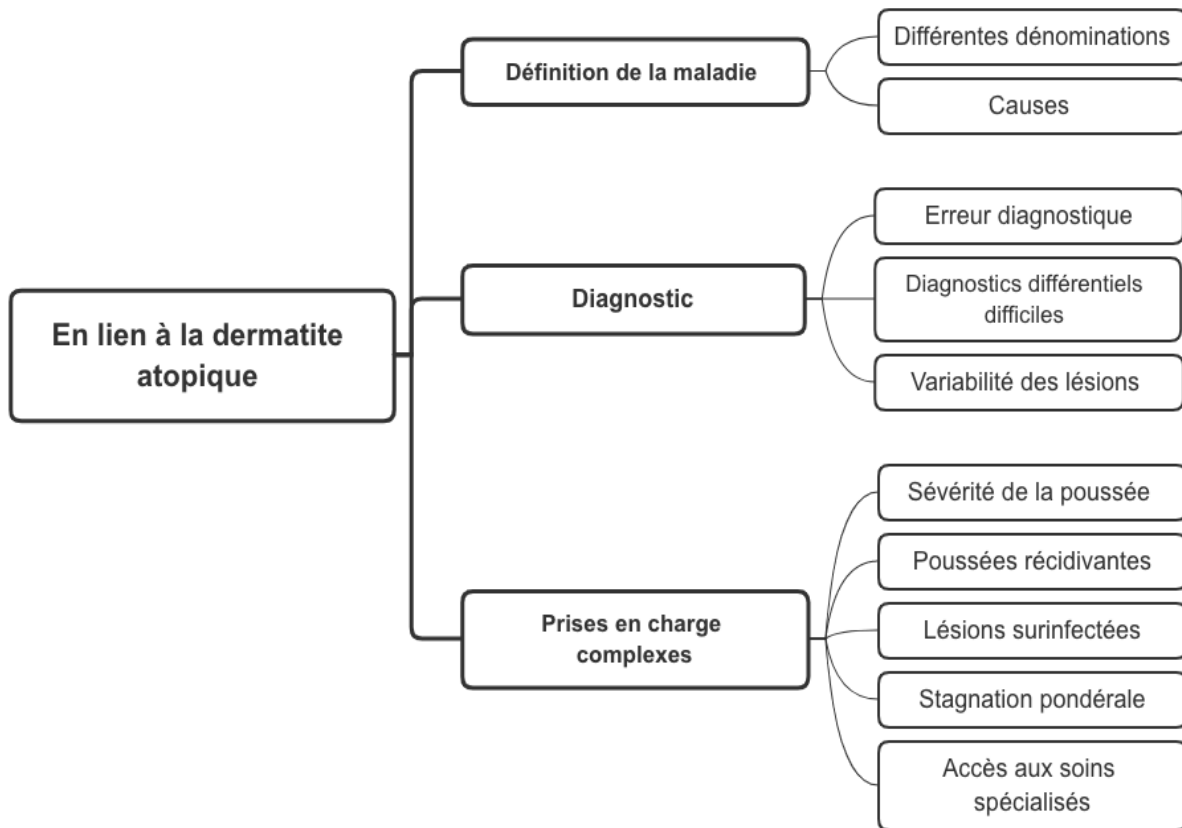 En lien à la dermatite
atopique
Définition de la maladie
Différentes dénominations
Causes
Diagnostic
Erreur diagnostique
Diagnostics différentiels
difficiles
Variabilité des lésions
Prises en charge
complexes
Sévérité de la poussée
Poussées récidivantes
Lésions surinfectées
Stagnation pondérale
Accès aux soins
spécialisés